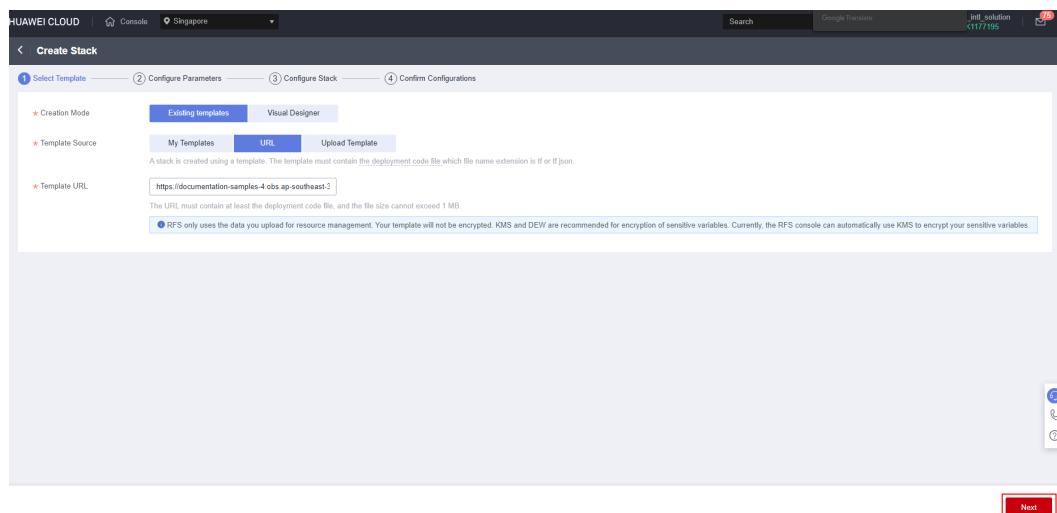 HUAWEI CLOUD Console Singapore Search Google Translate _intl_solution 75
1177195
Create Stack
1 Select Template 2 Configure Parameters 3 Configure Stack 4 Confirm Configurations
* Creation Mode Existing templates Visual Designer
* Template Source My Templates URL Upload Template
A stack is created using a template. The template must contain the deployment code file which file name extension is tf or tf.json.
* Template URL https://documentation-samples-4.obs.ap-southeast-3
The URL must contain at least the deployment code file, and the file size cannot exceed 1 MB.
RFS only uses the data you upload for resource management. Your template will not be encrypted. KMS and DEW are recommended for encryption of sensitive variables. Currently, the RFS console can automatically use KMS to encrypt your sensitive variables.
Next